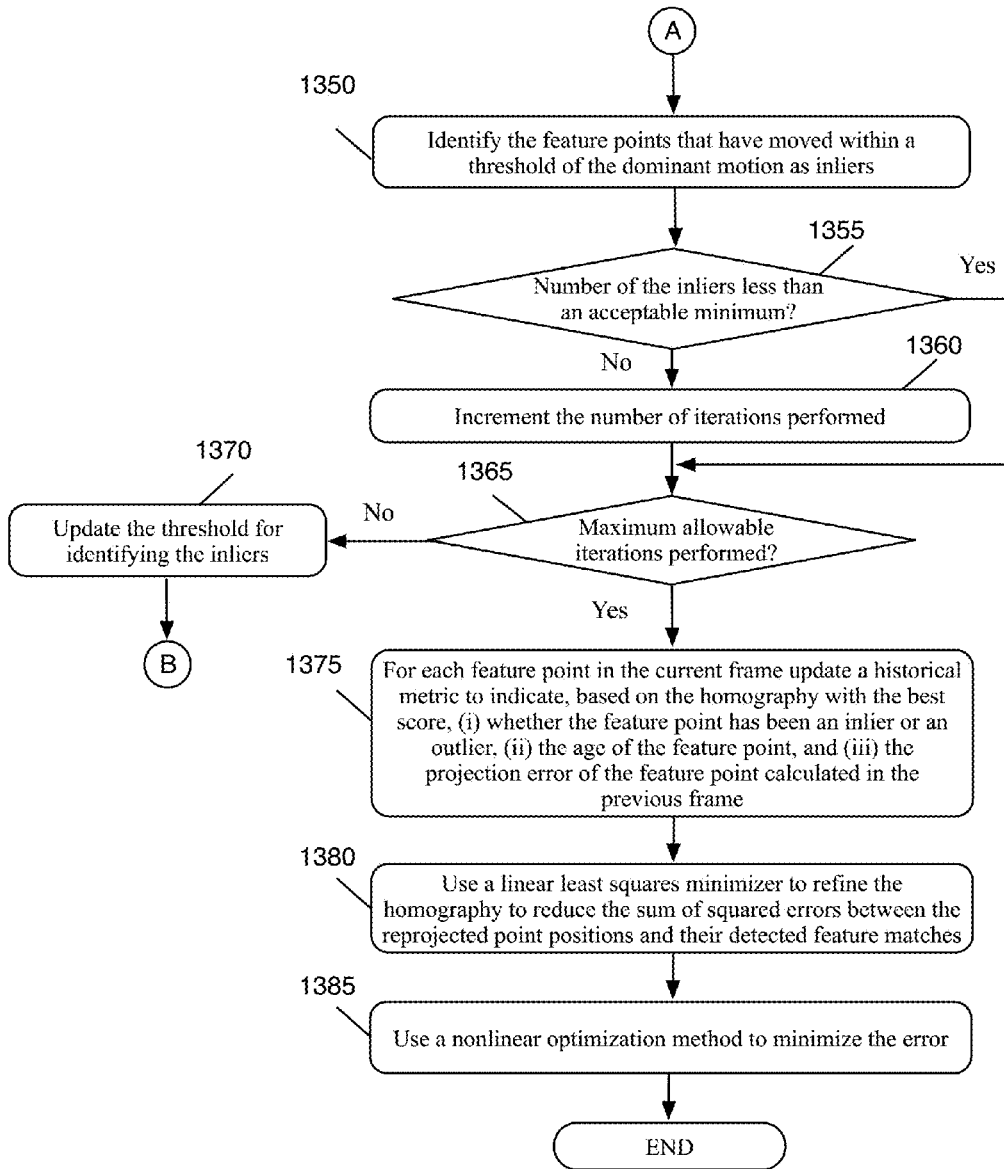 A
1350
Identify the feature points that have moved within a
threshold of the dominant motion as inliers
1355
Yes
Number of the inliers less than
an acceptable minimum?
No
1360
Increment the number of iterations performed
1370
1365
Update the threshold for
identifying the inliers
No
Maximum allowable
iterations performed?
Yes
B
1375
For each feature point in the current frame update a historical
metric to indicate, based on the homography with the best
score, (i) whether the feature point has been an inlier or an
outlier, (ii) the age of the feature point, and (iii) the
projection error of the feature point calculated in the
previous frame
1380
Use a linear least squares minimizer to refine the
homography to reduce the sum of squared errors between the
reprojected point positions and their detected feature matches
1385
Use a nonlinear optimization method to minimize the error
END